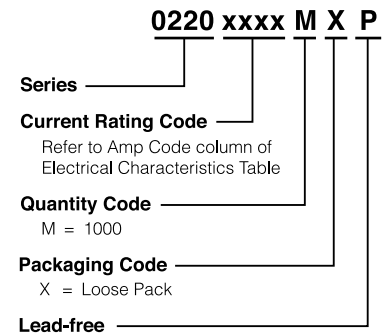 0220 xxxx M X P
Series
Current Rating Code
Refer to Amp Code column of
Electrical Characteristics Table
Quantity Code
M = 1000
Packaging Code
X = Loose Pack
Lead-free